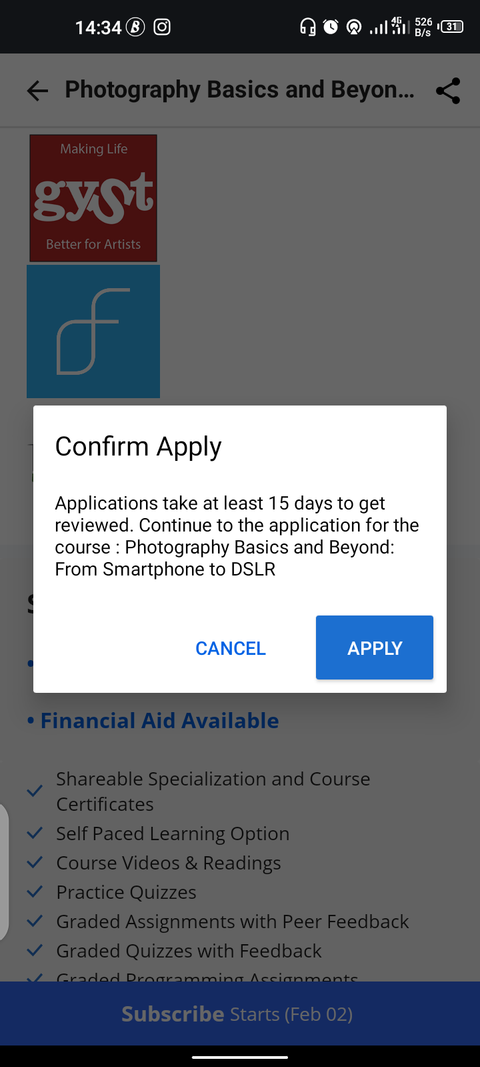 14:34
4G
526
B/s
31
Photography Basics and Beyon...
Making Life
gyst
Better for Artists
Confirm Apply
Applications take at least 15 days to get
reviewed. Continue to the application for the
course : Photography Basics and Beyond:
From Smartphone to DSLR
CANCEL
APPLY
• Financial Aid Available
Shareable Specialization and Course
Certificates
Self Paced Learning Option
Course Videos & Readings
Practice Quizzes
Graded Assignments with Peer Feedback
Graded Quizzes with Feedback
Graded Programming Assignments
Subscribe Starts (Feb 02)